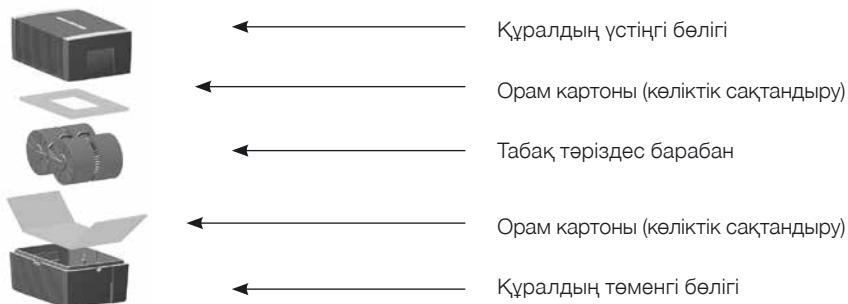 Құралдың үстіңгі бөлігі
Орам картоны (көліктік сақтандыру)
Табақ тәріздес барабан
Орам картоны (көліктік сақтандыру)
Құралдың төменгі бөлігі